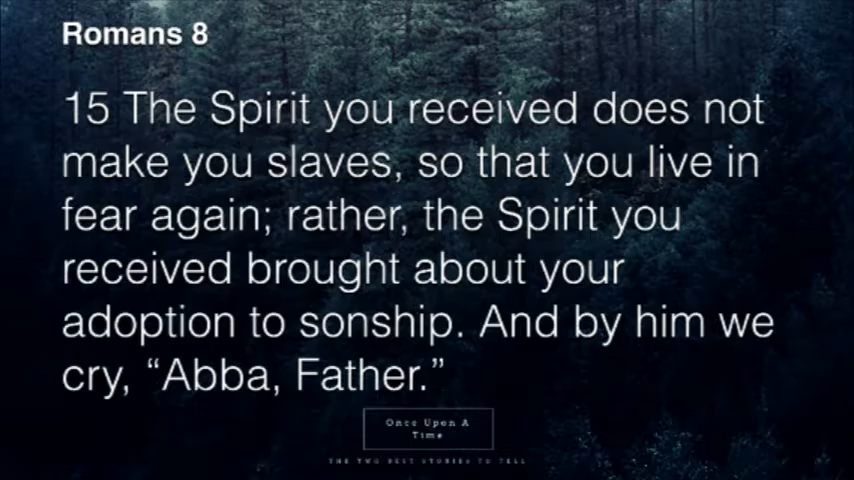 Romans 8
15 The Spirit you received does not
make you slaves, so that you live in
fear again; rather, the Spirit you
received brought about your
adoption to sonship. And by him we
cry, “Abba, Father.”
Once Upon A
Time
THE TWO BEST STORIES TO TELL